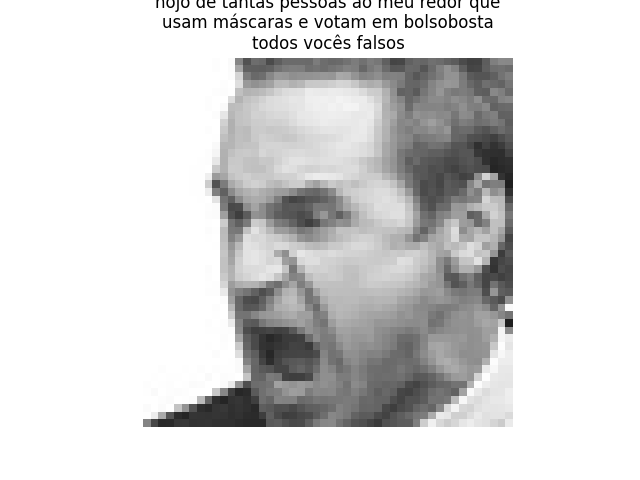 nojo de tantas pessoas ao meu redor que
usam máscaras e votam em bolsobosta
todos vocês falsos